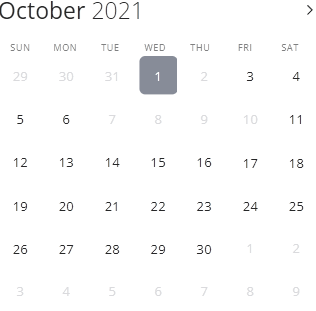 October 2021
SUN MON TUE WED THU FRI SAT
29 30 31 1 2 3 4
5 6 7 8 9 10 11
12 13 14 15 16 17 18
19 20 21 22 23 24 25
26 27 28 29 30 1 2
3 4 5 6 7 8 9